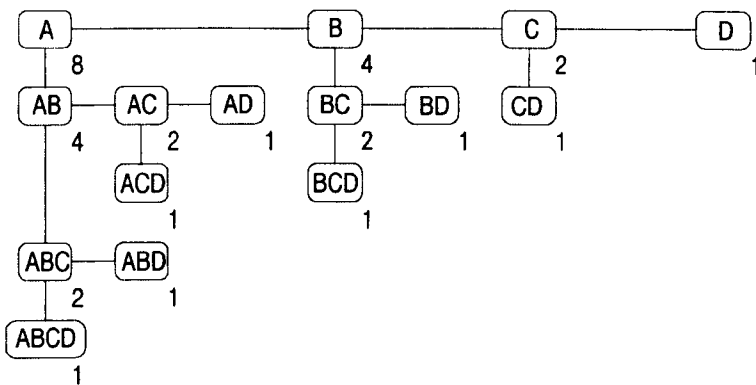 A B C D
8 4 2 1
AB AC AD BC BD CD
4 2 1 2 1 1
ACD BCD
1 1
ABC ABD
2 1
ABCD
1